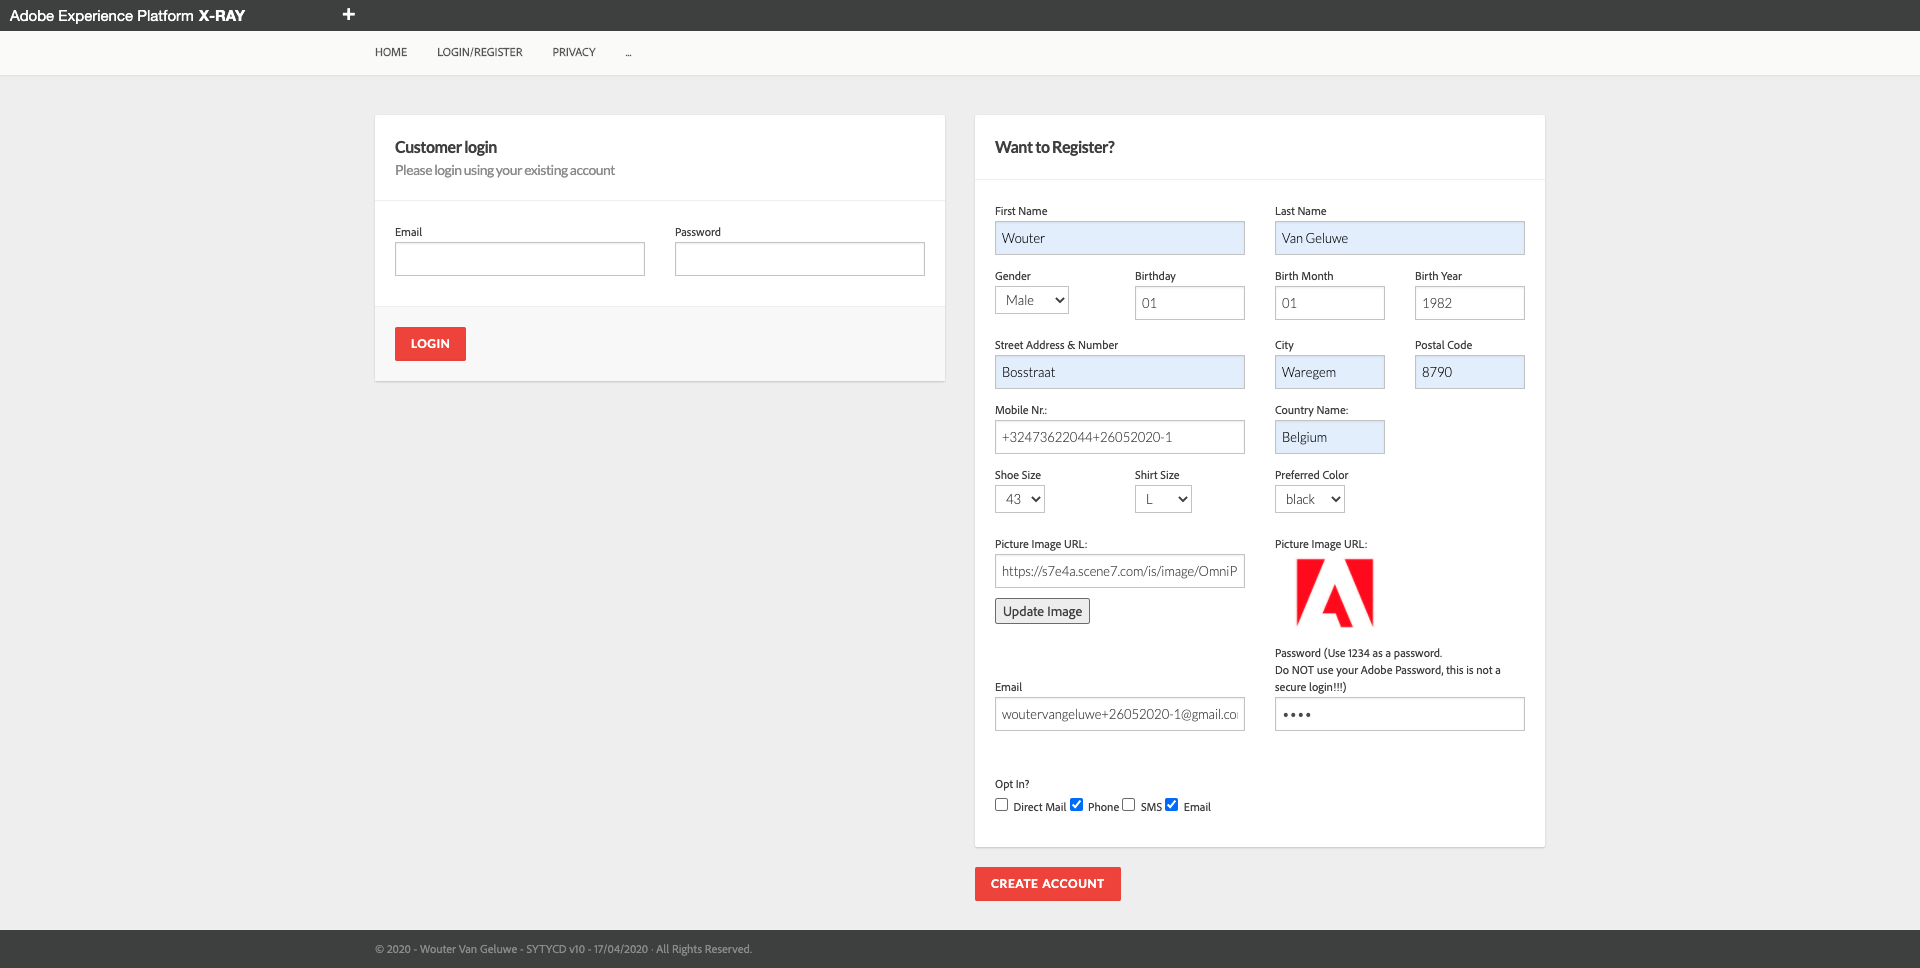 Adobe Experience Platform X-RAY +
HOME LOGIN/REGISTER PRIVACY ...
Customer login
Please login using your existing account
Email Password
LOGIN
Want to Register?
First Name Last Name
Wouter Van Geluwe
Gender Birthday Birth Month Birth Year
Male 01 01 1982
Street Address & Number City Postal Code
Bosstraat Waregem 8790
Mobile Nr.: Country Name:
+32473622044+26052020-1 Belgium
Shoe Size Shirt Size Preferred Color
43 L black
Picture Image URL: Picture Image URL:
https://s7e4a.scene7.com/is/image/OmniP
Update Image
Password (Use 1234 as a password.
Do NOT use your Adobe Password, this is not a
secure login!!!)
Email
woutervangeluwe+26052020-1@gmail.co ••••
Opt In?
Direct Mail Phone SMS Email
CREATE ACCOUNT
© 2020 - Wouter Van Geluwe - SYTYCD v10 - 17/04/2020 · All Rights Reserved.